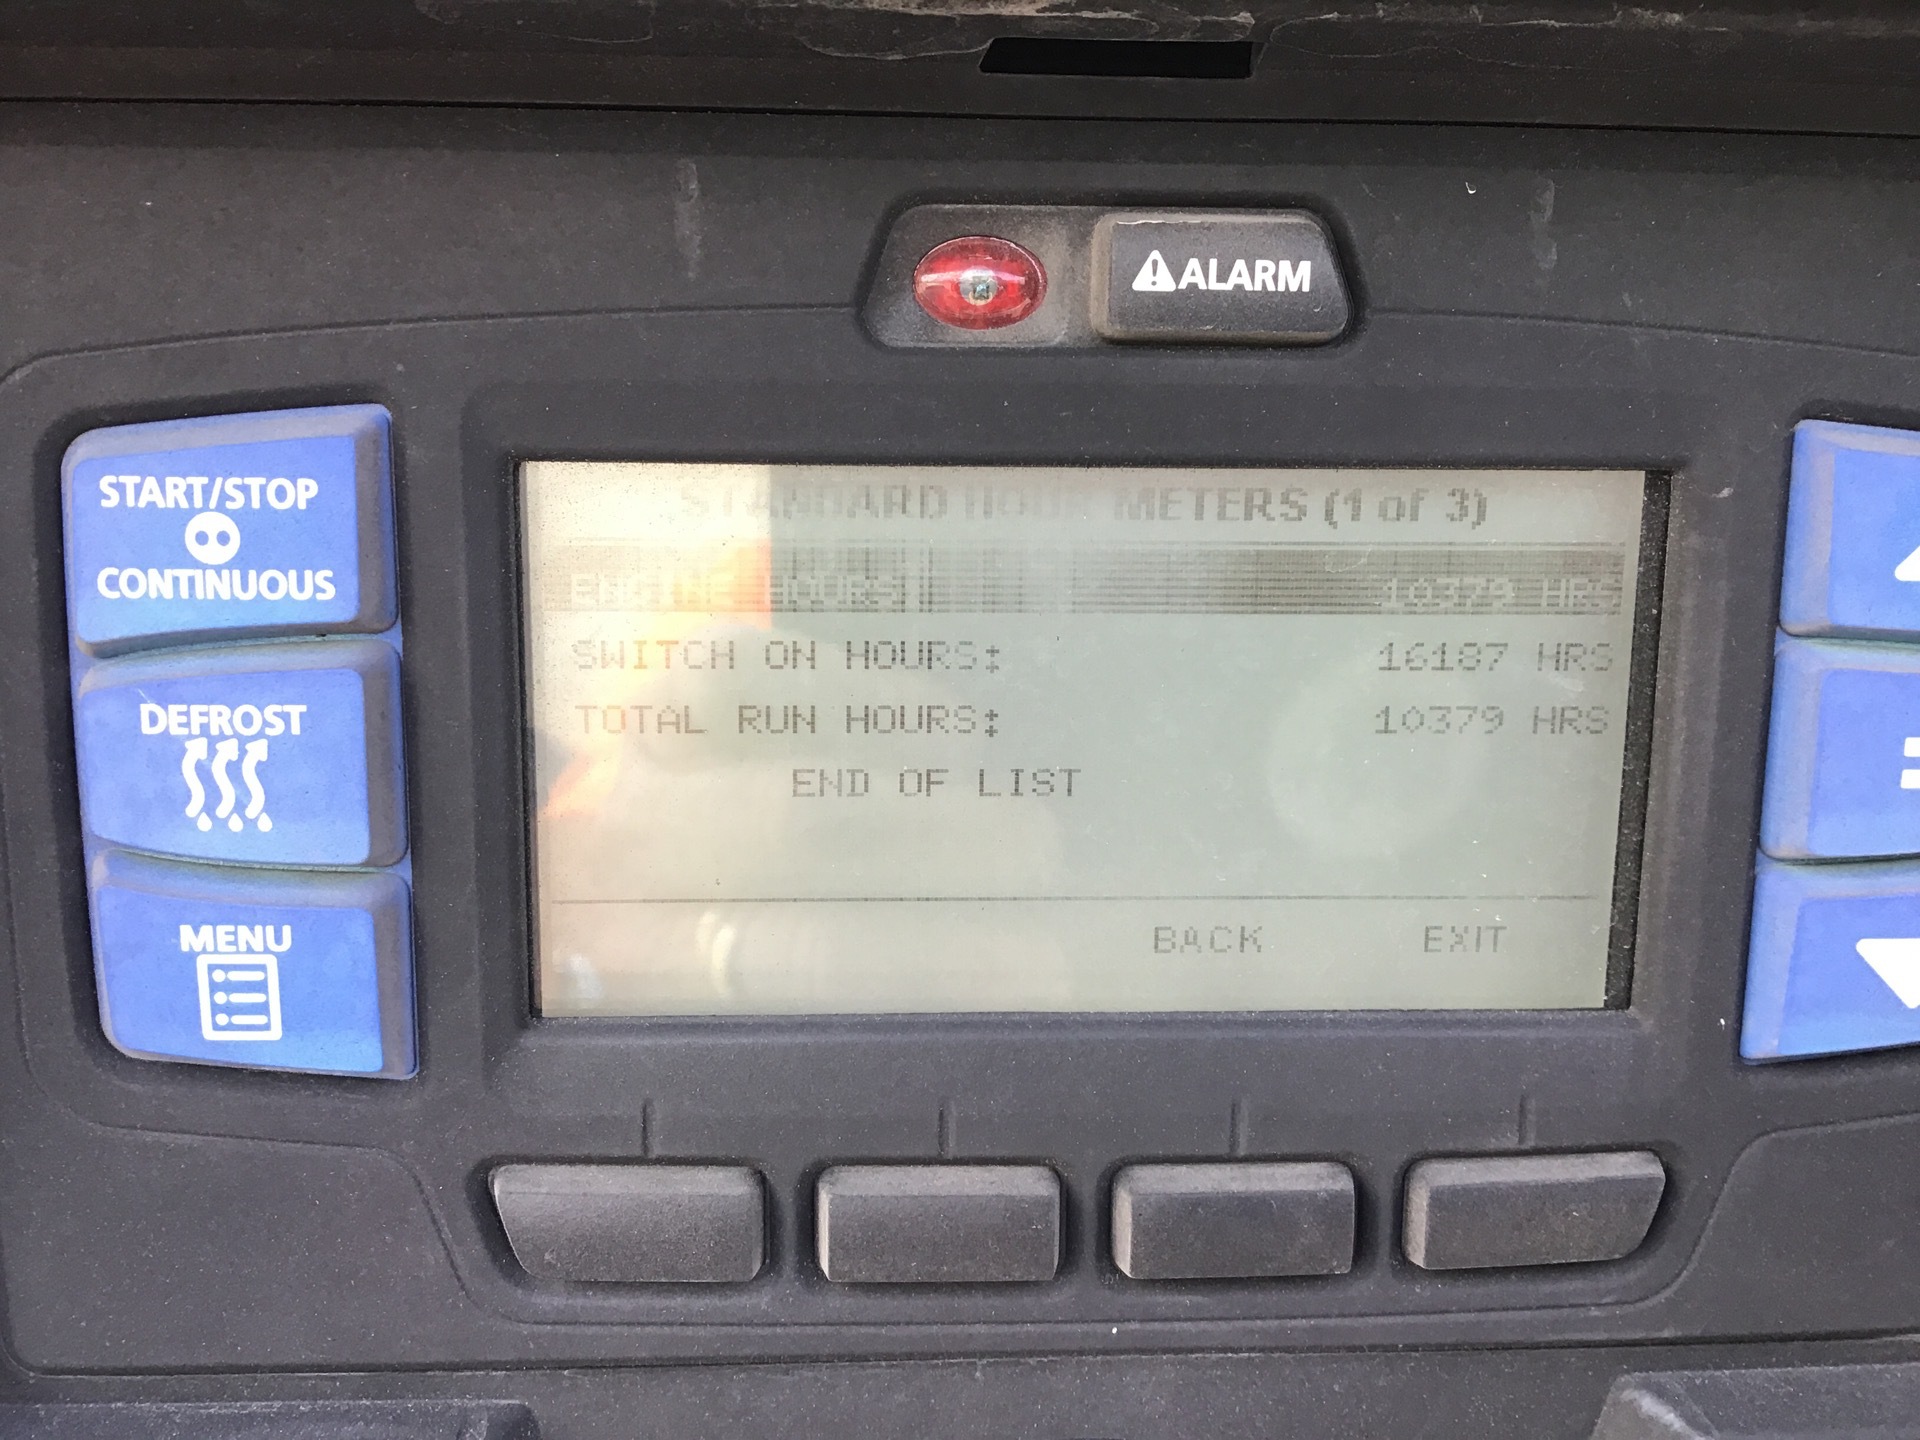 ALARM
START/STOP
CONTINUOUS
DEFROST
MENU
STANDARD HOUR METERS (1 of 3)
ENGINE HOURS: 10379 HRS
SWITCH ON HOURS: 16187 HRS
TOTAL RUN HOURS: 10379 HRS
END OF LIST
BACK EXIT